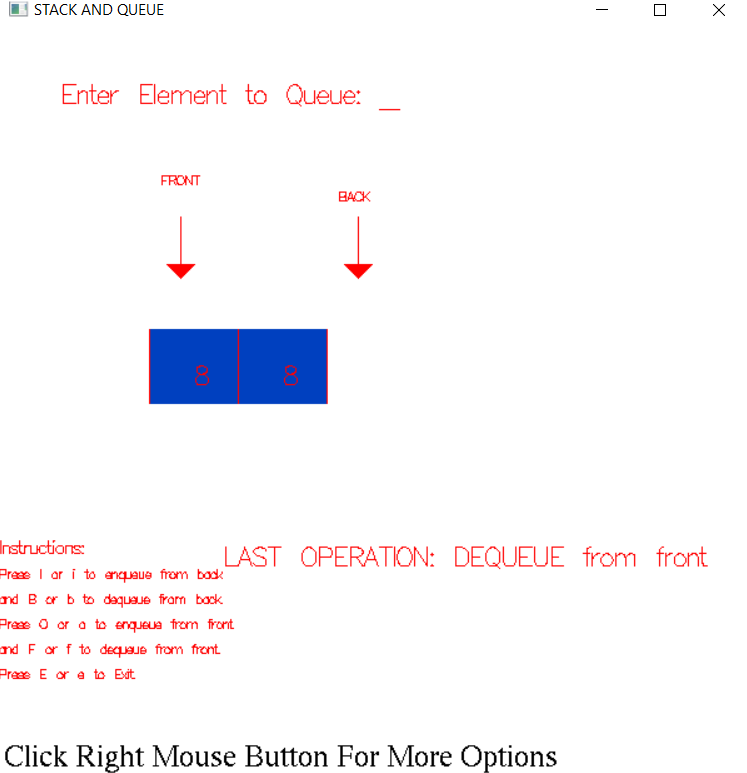 STACK AND QUEUE
Enter Element to Queue: _
FRONT
BACK
8 8
LAST OPERATION: DEQUEUE from front
Instructions:
Press I or i to enqueue from back
and B or b to dequeue from back
Press O or o to enqueue from front
and F or f to dequeue from front
Press E or e to Exit
Click Right Mouse Button For More Options